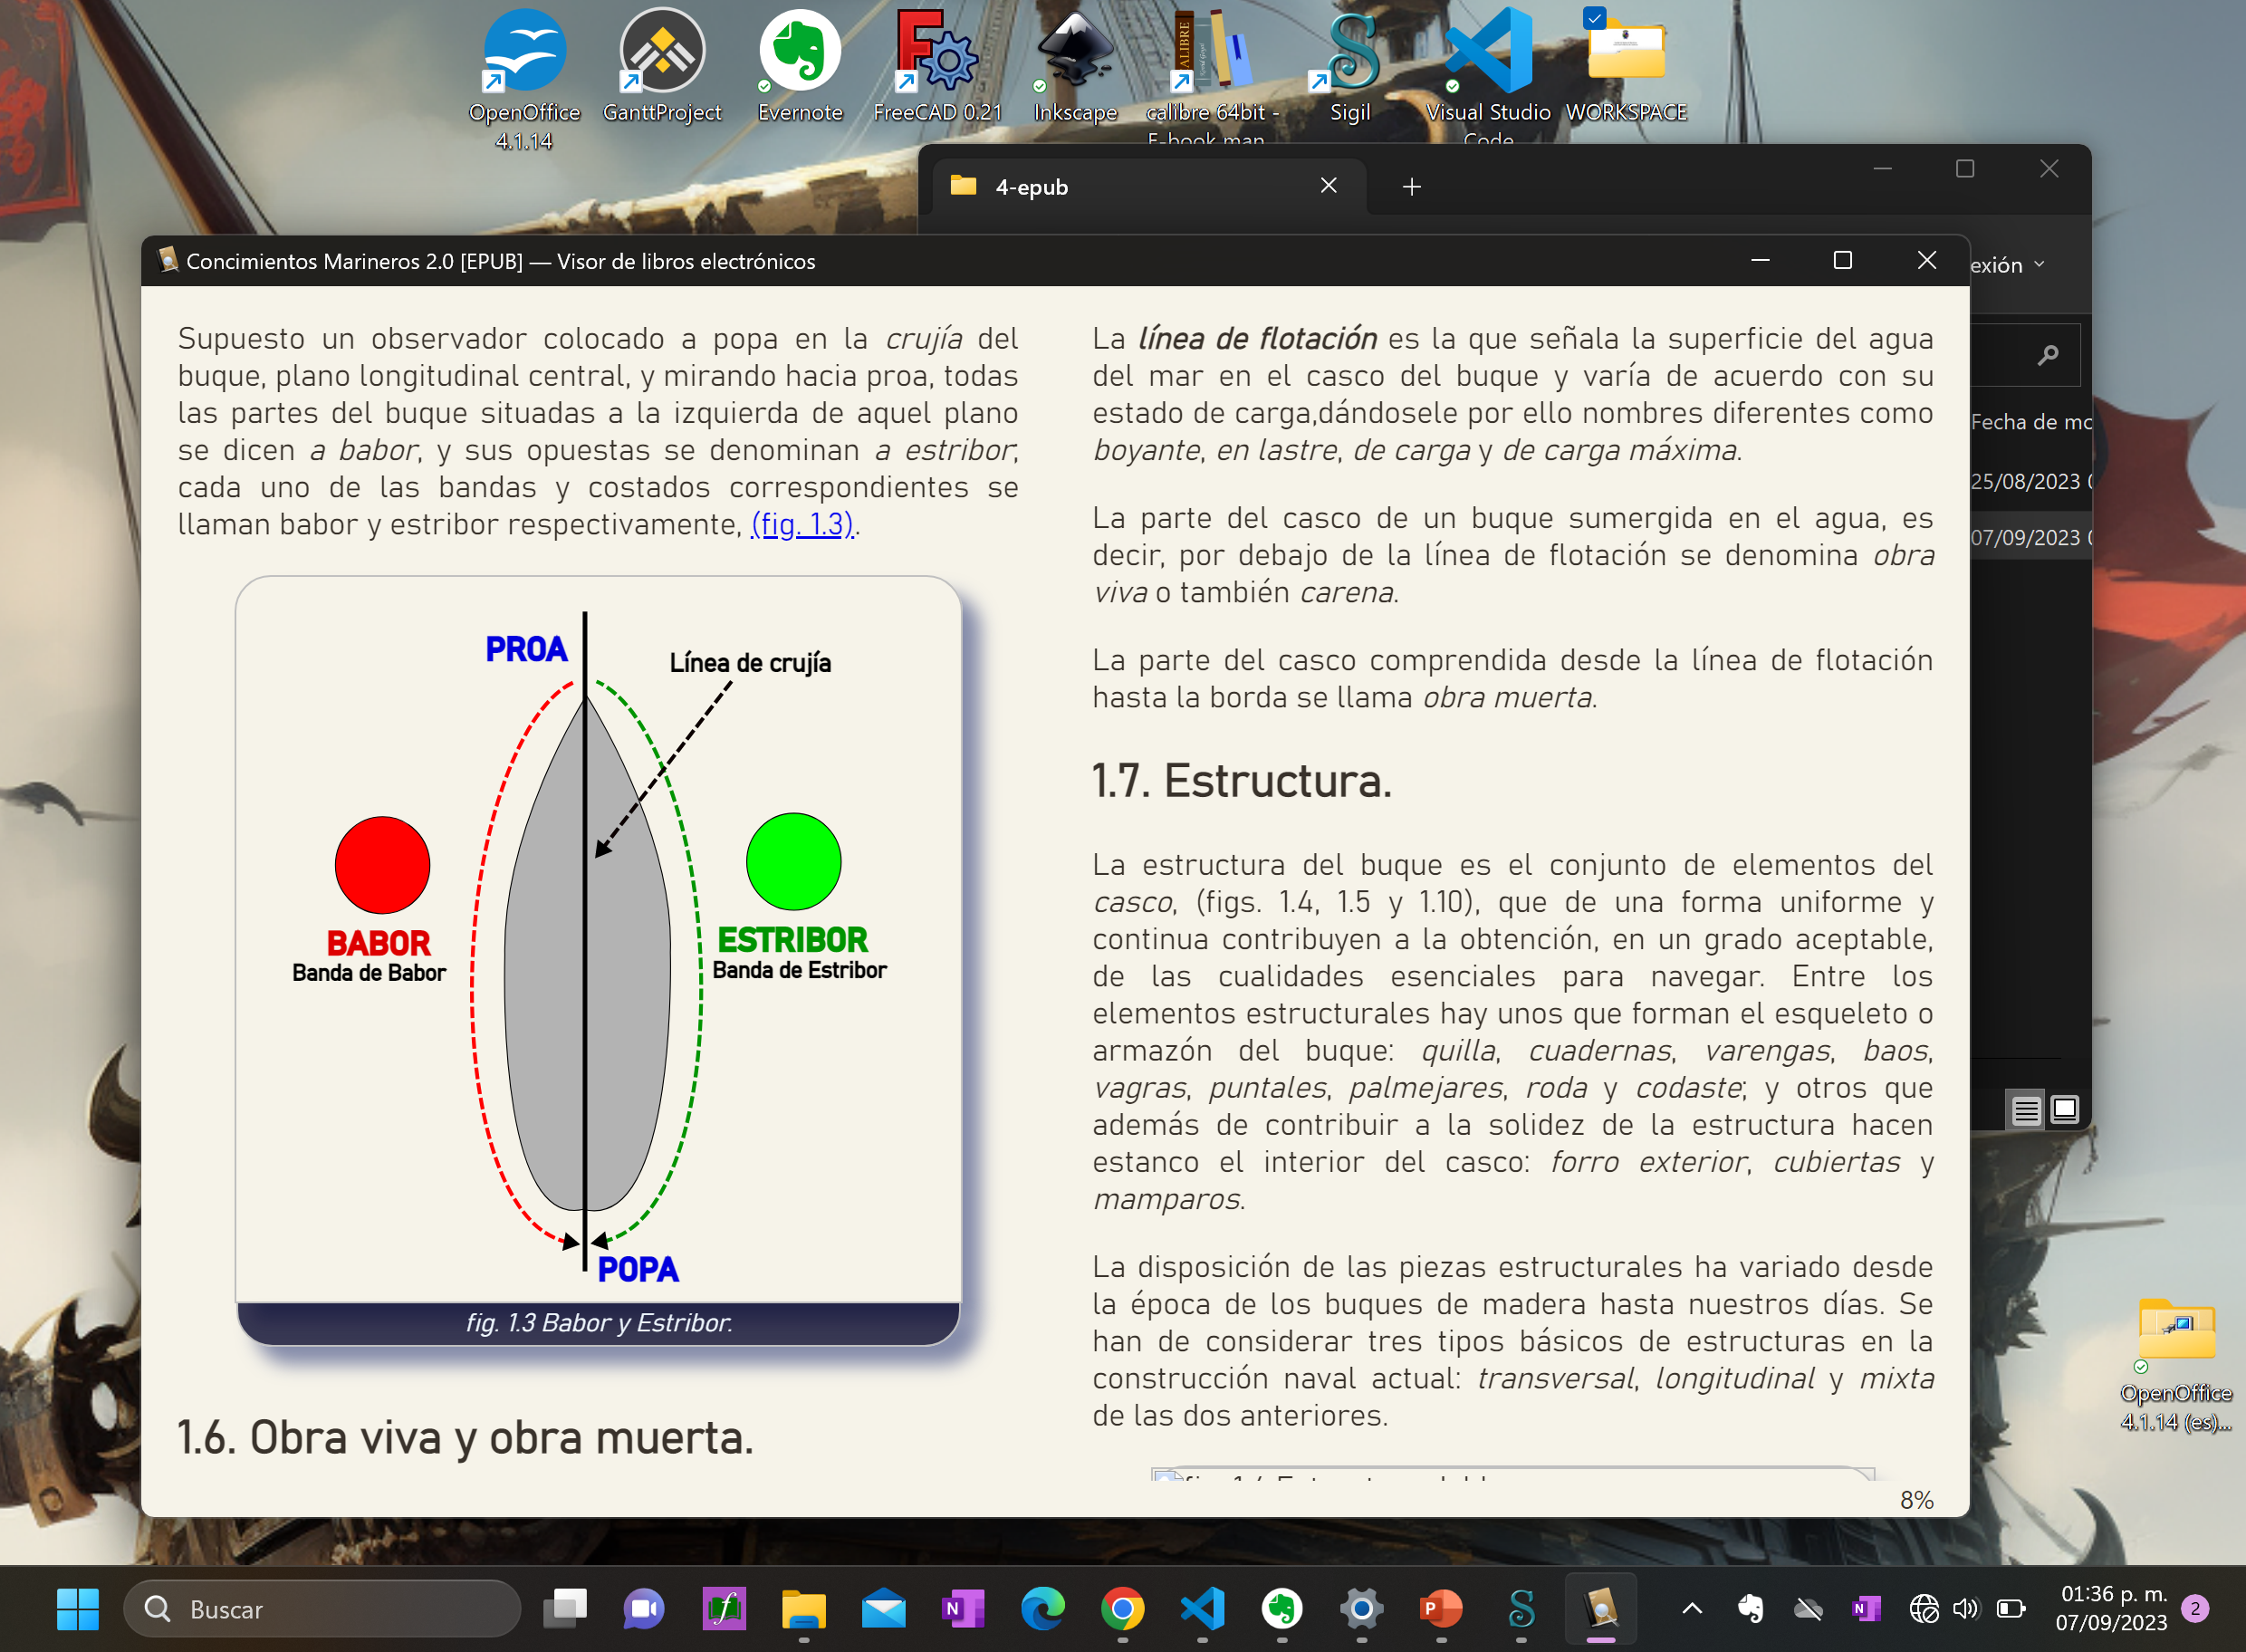 OpenOffice
4.1.14
GanttProject
Evernote
FreeCAD 0.21
Inkscape
calibre 64bit -
E-book man
Sigil
Visual Studio
Code
WORKSPACE
4-epub
exión
Fecha de mo
25/08/2023
07/09/2023
Concimientos Marineros 2.0 [EPUB] — Visor de libros electrónicos
Supuesto un observador colocado a popa en la crujía del
buque, plano longitudinal central, y mirando hacia proa, todas
las partes del buque situadas a la izquierda de aquel plano
se dicen a babor, y sus opuestas se denominan a estribor;
cada uno de las bandas y costados correspondientes se
llaman babor y estribor respectivamente, (fig. 1.3).
PROA
Línea de crujía
BABOR
Banda de Babor
ESTRIBOR
Banda de Estribor
POPA
fig. 1.3 Babor y Estribor.
1.6. Obra viva y obra muerta.
La línea de flotación es la que señala la superficie del agua
del mar en el casco del buque y varía de acuerdo con su
estado de carga,dándosele por ello nombres diferentes como
boyante, en lastre, de carga y de carga máxima.
La parte del casco de un buque sumergida en el agua, es
decir, por debajo de la línea de flotación se denomina obra
viva o también carena.
La parte del casco comprendida desde la línea de flotación
hasta la borda se llama obra muerta.
1.7. Estructura.
La estructura del buque es el conjunto de elementos del
casco, (figs. 1.4, 1.5 y 1.10), que de una forma uniforme y
continua contribuyen a la obtención, en un grado aceptable,
de las cualidades esenciales para navegar. Entre los
elementos estructurales hay unos que forman el esqueleto o
armazón del buque: quilla, cuadernas, varengas, baos,
vagras, puntales, palmejares, roda y codaste; y otros que
además de contribuir a la solidez de la estructura hacen
estanco el interior del casco: forro exterior, cubiertas y
mamparos.
La disposición de las piezas estructurales ha variado desde
la época de los buques de madera hasta nuestros días. Se
han de considerar tres tipos básicos de estructuras en la
construcción naval actual: transversal, longitudinal y mixta
de las dos anteriores.
8%
OpenOffice
4.1.14 (es)...
Buscar
01:36 p. m.
07/09/2023
2